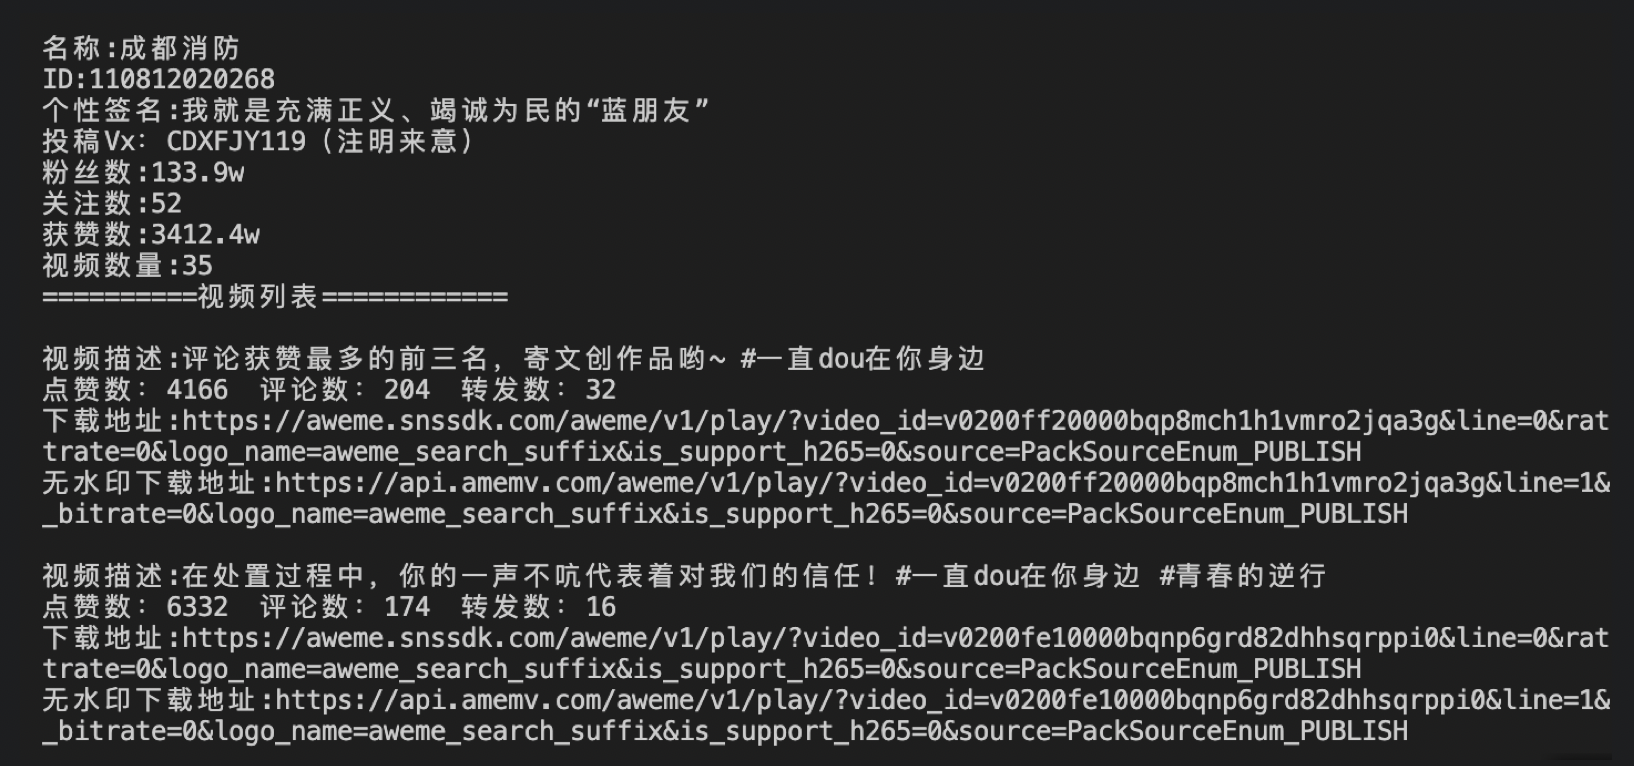 名称:成都消防
ID:110812020268
个性签名:我就是充满正义、竭诚为民的“蓝朋友”
投稿Vx：CDXFJY119（注明来意）
粉丝数:133.9w
关注数:52
获赞数:3412.4w
视频数量:35
==========视频列表============
视频描述:评论获赞最多的前三名，寄文创作品哟~ #一直dou在你身边
点赞数：4166  评论数：204  转发数：32
下载地址:https://aweme.snssdk.com/aweme/v1/play/?video_id=v0200ff20000bqp8mch1h1vmro2jqa3g&line=0&rat
trate=0&logo_name=aweme_search_suffix&is_support_h265=0&source=PackSourceEnum_PUBLISH
无水印下载地址:https://api.amemv.com/aweme/v1/play/?video_id=v0200ff20000bqp8mch1h1vmro2jqa3g&line=1&
_bitrate=0&logo_name=aweme_search_suffix&is_support_h265=0&source=PackSourceEnum_PUBLISH
视频描述:在处置过程中，你的一声不吭代表着对我们的信任！#一直dou在你身边 #青春的逆行
点赞数：6332  评论数：174  转发数：16
下载地址:https://aweme.snssdk.com/aweme/v1/play/?video_id=v0200fe10000bqnp6grd82dhhsqrppi0&line=0&rat
trate=0&logo_name=aweme_search_suffix&is_support_h265=0&source=PackSourceEnum_PUBLISH
无水印下载地址:https://api.amemv.com/aweme/v1/play/?video_id=v0200fe10000bqnp6grd82dhhsqrppi0&line=1&
_bitrate=0&logo_name=aweme_search_suffix&is_support_h265=0&source=PackSourceEnum_PUBLISH